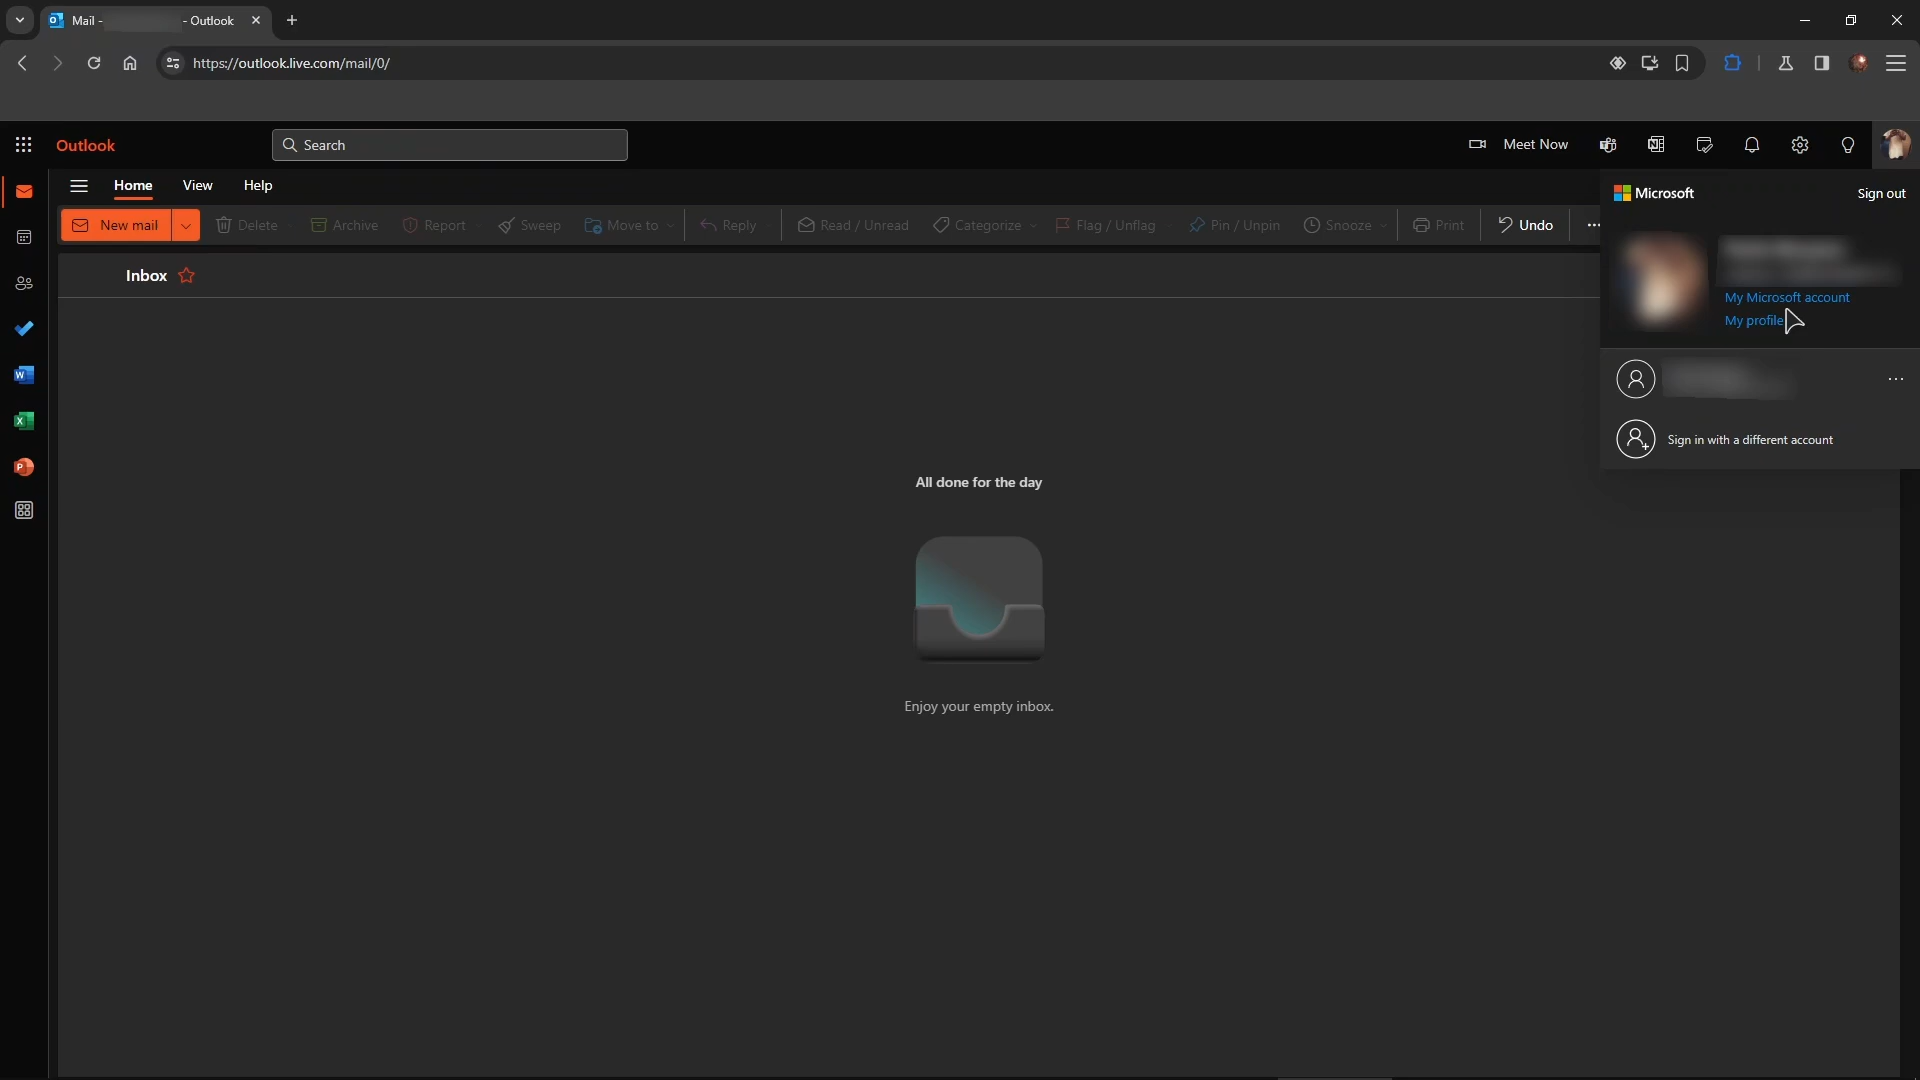 Mail -
- Outlook
https://outlook.live.com/mail/0/
Outlook
Search
Meet Now
Home
View
Help
Microsoft
Sign out
New mail
Delete
Archive
Report
Sweep
Move to
Reply
Read / Unread
Categorize
Flag / Unflag
Pin / Unpin
Snooze
Print
Undo
Inbox
My Microsoft account
My profile
Sign in with a different account
All done for the day
Enjoy your empty inbox.